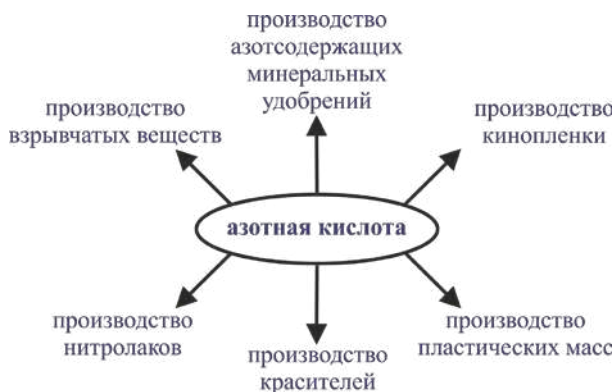 производство
азотсодержащих
минеральных
удобрений
производство
взрывчатых веществ
производство
кинопленки
азотная кислота
производство
нитролаков
производство
красителей
производство
пластических масс